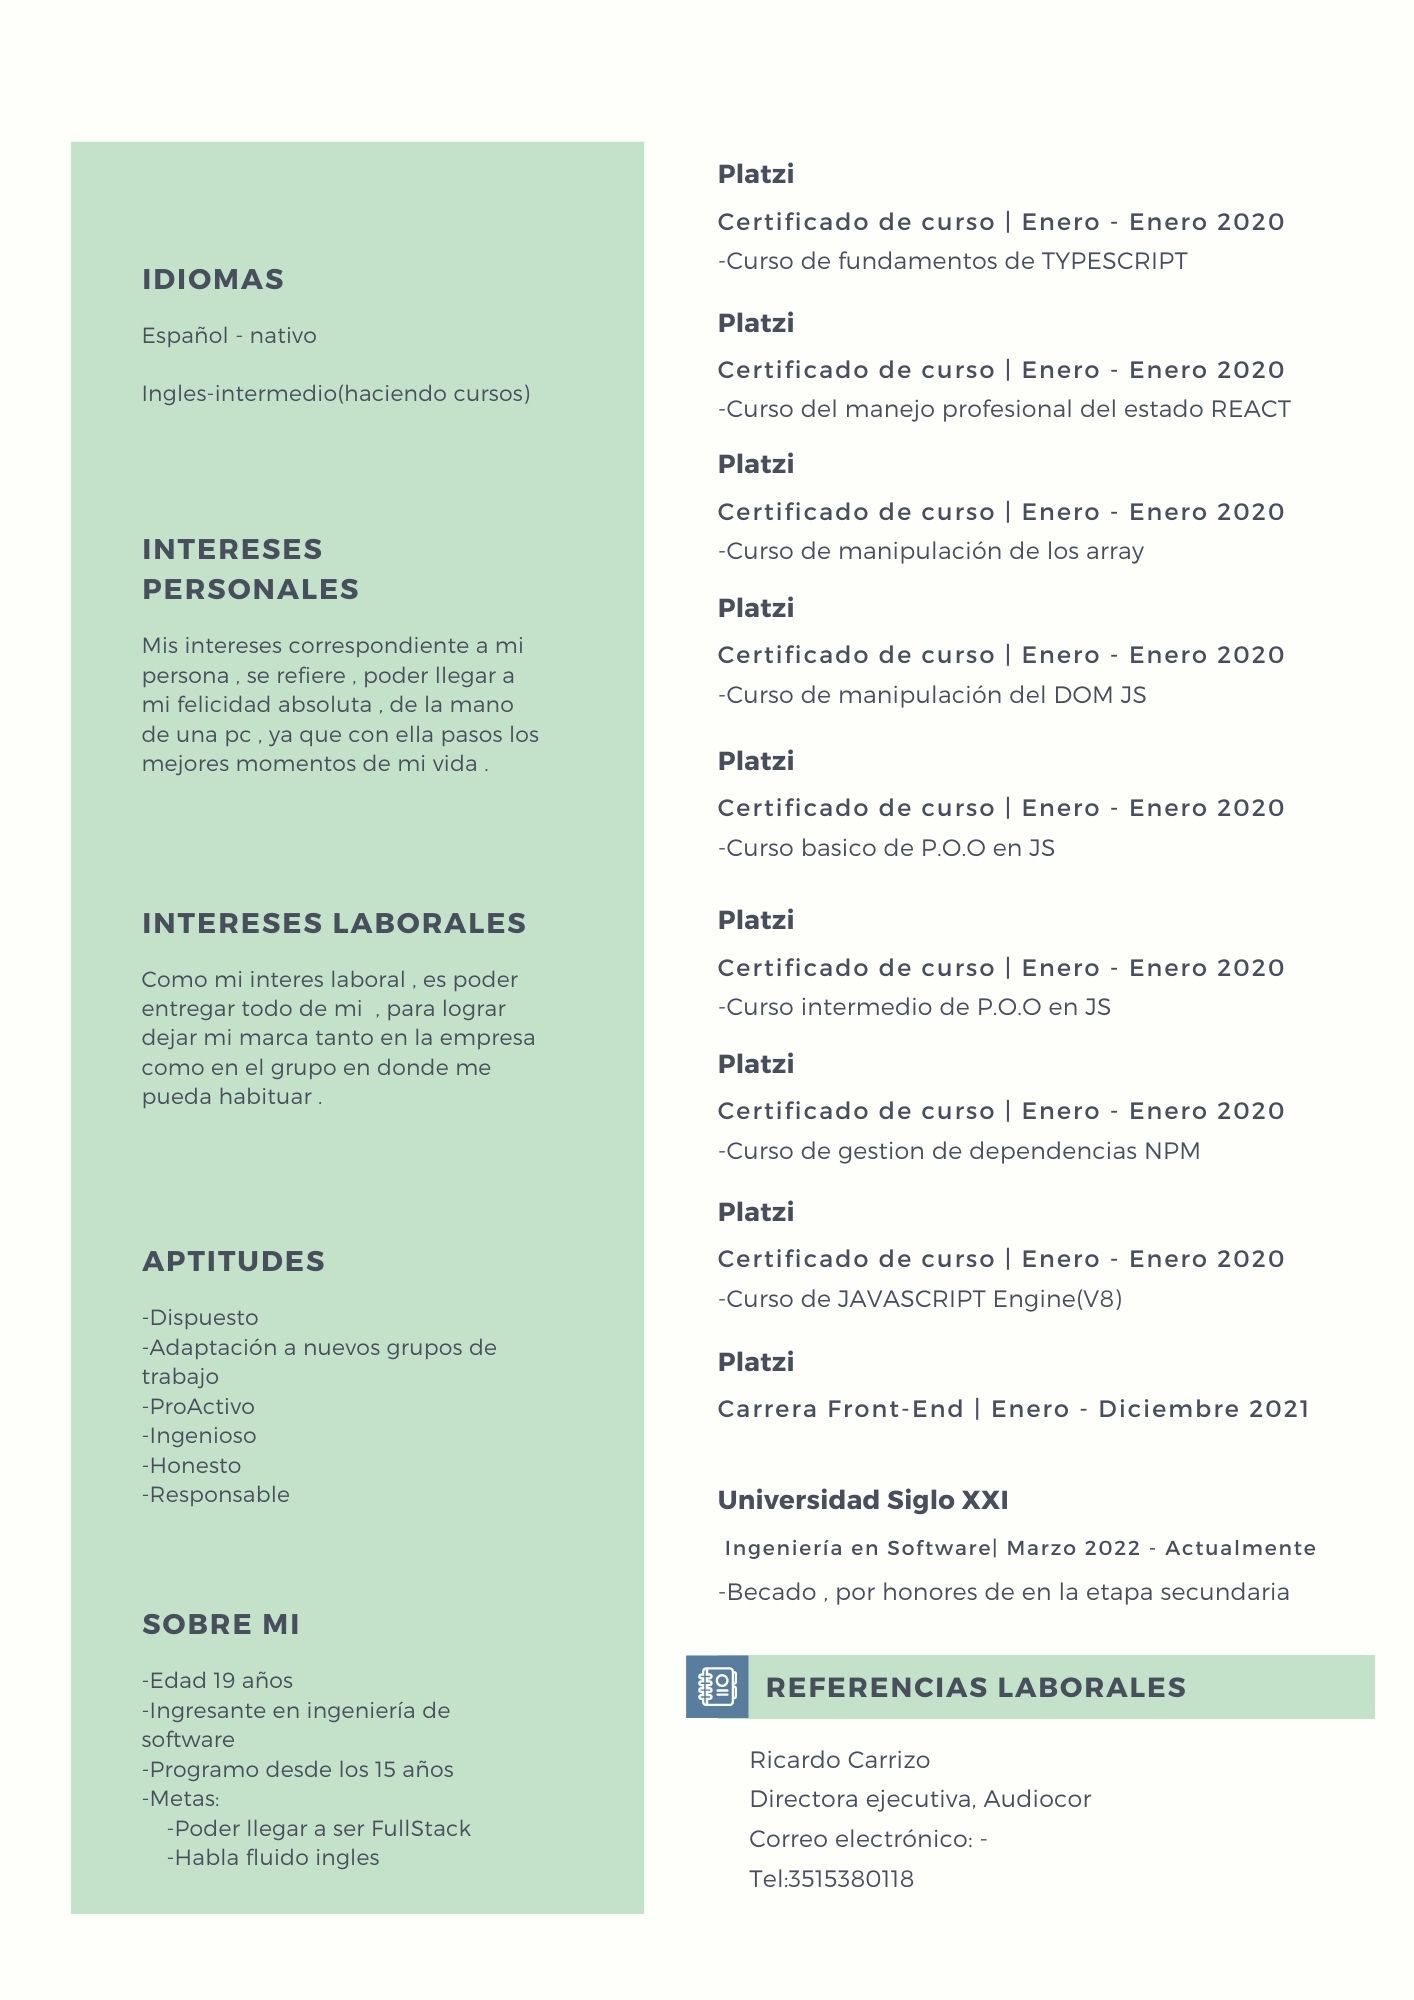 IDIOMAS
Español - nativo
Ingles-intermedio(haciendo cursos)
INTERESES
PERSONALES
Mis intereses correspondiente a mi
persona , se refiere , poder llegar a
mi felicidad absoluta , de la mano
de una pc , ya que con ella pasos los
mejores momentos de mi vida .
INTERESES LABORALES
Como mi interes laboral , es poder
entregar todo de mi  , para lograr
dejar mi marca tanto en la empresa
como en el grupo en donde me
pueda habituar .
APTITUDES
-Dispuesto
-Adaptación a nuevos grupos de
trabajo
-ProActivo
-Ingenioso
-Honesto
-Responsable
SOBRE MI
-Edad 19 años
-Ingresante en ingeniería de
software
-Programo desde los 15 años
-Metas:
-Poder llegar a ser FullStack
-Habla fluido ingles
Platzi
Certificado de curso | Enero - Enero 2020
-Curso de fundamentos de TYPESCRIPT
Platzi
Certificado de curso | Enero - Enero 2020
-Curso del manejo profesional del estado REACT
Platzi
Certificado de curso | Enero - Enero 2020
-Curso de manipulación de los array
Platzi
Certificado de curso | Enero - Enero 2020
-Curso de manipulación del DOM JS
Platzi
Certificado de curso | Enero - Enero 2020
-Curso basico de P.O.O en JS
Platzi
Certificado de curso | Enero - Enero 2020
-Curso intermedio de P.O.O en JS
Platzi
Certificado de curso | Enero - Enero 2020
-Curso de gestion de dependencias NPM
Platzi
Certificado de curso | Enero - Enero 2020
-Curso de JAVASCRIPT Engine(V8)
Platzi
Carrera Front-End | Enero - Diciembre 2021
Universidad Siglo XXI
Ingeniería en Software| Marzo 2022 - Actualmente
-Becado , por honores de en la etapa secundaria
REFERENCIAS LABORALES
Ricardo Carrizo
Directora ejecutiva, Audiocor
Correo electrónico: -
Tel:3515380118